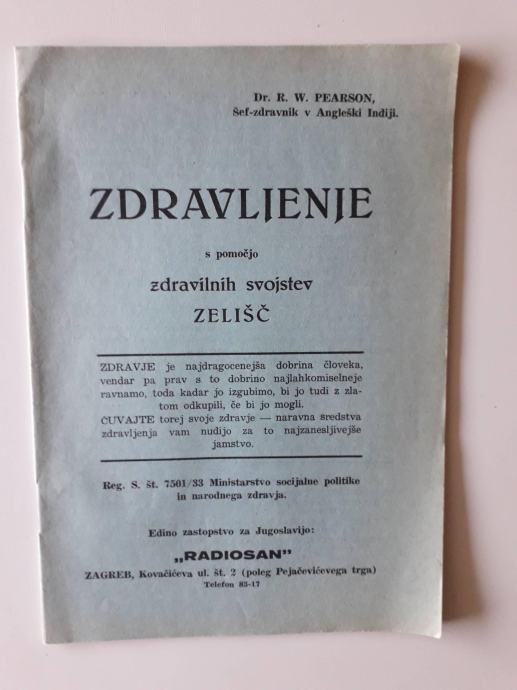 Dr. R. W. PEARSON,
Šef-zdravnik v Angleški Indiji.
ZDRAVLJENJE
s pomočjo
zdravilnih svojstev
ZELIŠČ
ZDRAVJE je najdragocenejša dobrina človeka,
vendar pa prav s to dobrino najlahkomiselneje
ravnamo, toda kadar jo izgubimo, bi jo tudi z zla-
tom odkupili, če bi jo mogli.
ČUVAJTE torej svoje zdravje — naravna sredstva
zdravljenja vam nudijo za to najzanesljivejše
jamstvo.
Reg. S. št. 7501/33 Ministarstvo socijalne politike
in narodnega zdravja.
Edino zastopstvo za Jugoslavijo:
„RADIOSAN"
ZAGREB, Kovačićeva ul. št. 2 (poleg Pejačevićevega trga)
Telefon 85-17